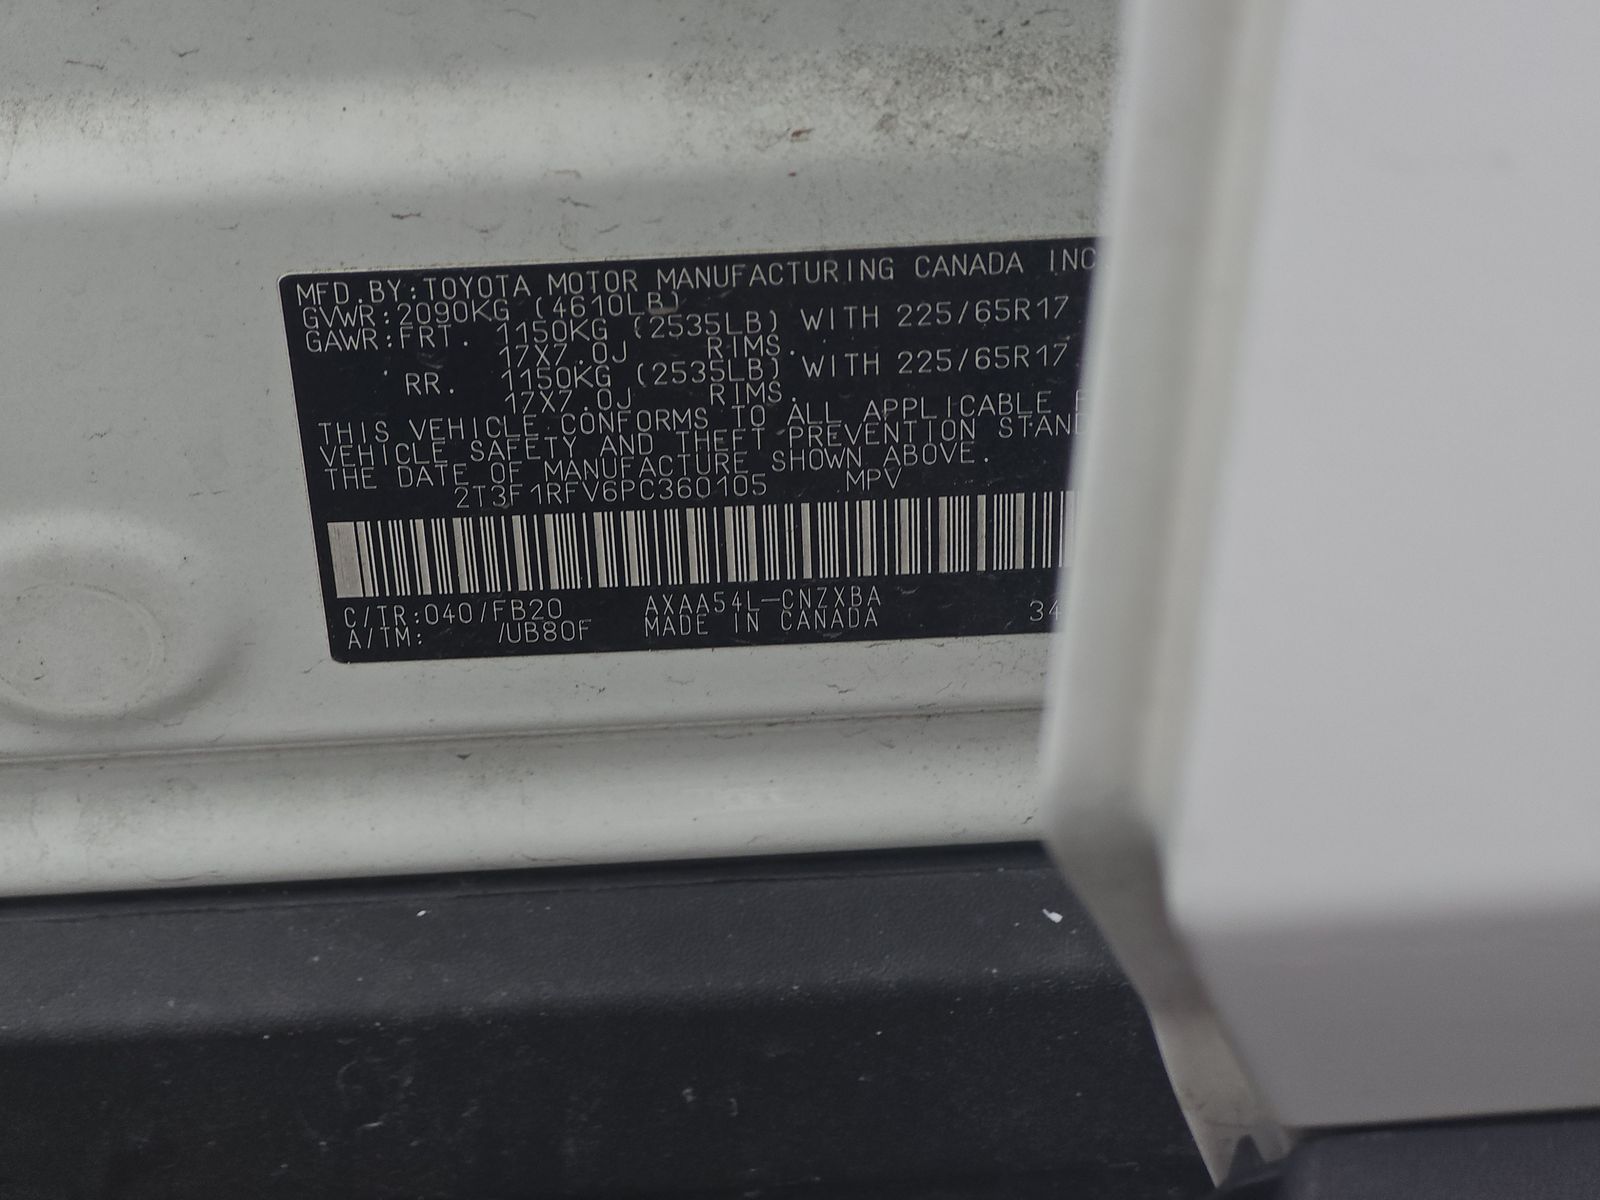 MFD.BY:TOYOTA MOTOR MANUFACTURING CANADA INC
GVWR:2090KG (4610LB)
GAWR:FRT. 1150KG (2535LB) WITH 225/65R17
17X7.0J RIMS.
RR. 1150KG (2535LB) WITH 225/65R17
17X7.0J RIMS.
THIS VEHICLE CONFORMS TO ALL APPLICABLE
VEHICLE SAFETY AND THEFT PREVENTION STAND
THE DATE OF MANUFACTURE SHOWN ABOVE.
2T3F1RFV6PC360105 MPV
C/TR:040/FB20 AXAA54L-CNZXBA 34
A/TM: /UB80F MADE IN CANADA